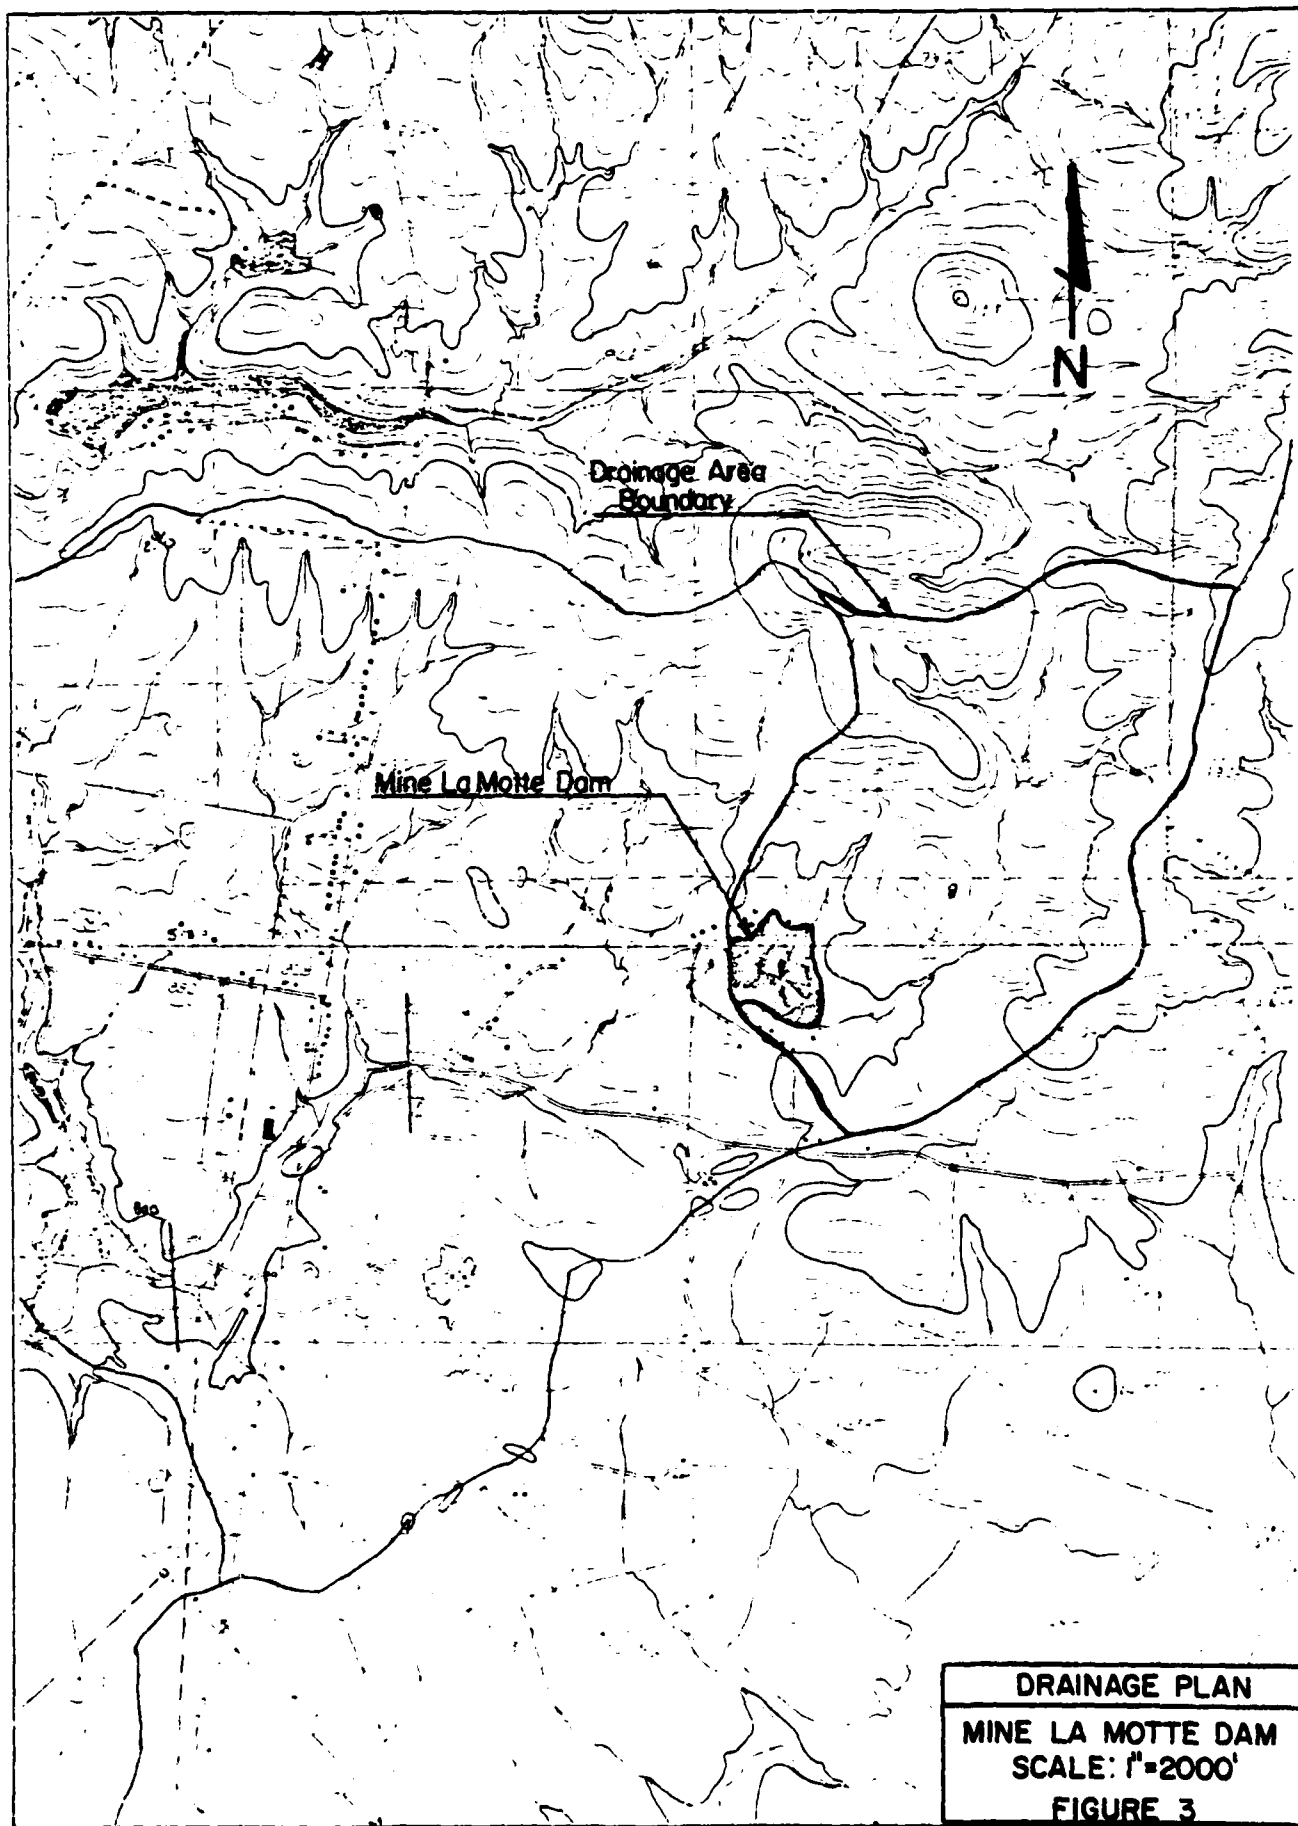 N
Drainage Area
Boundary
Mine La Motte Dam
DRAINAGE PLAN
MINE LA MOTTE DAM
SCALE: 1"=2000'
FIGURE 3